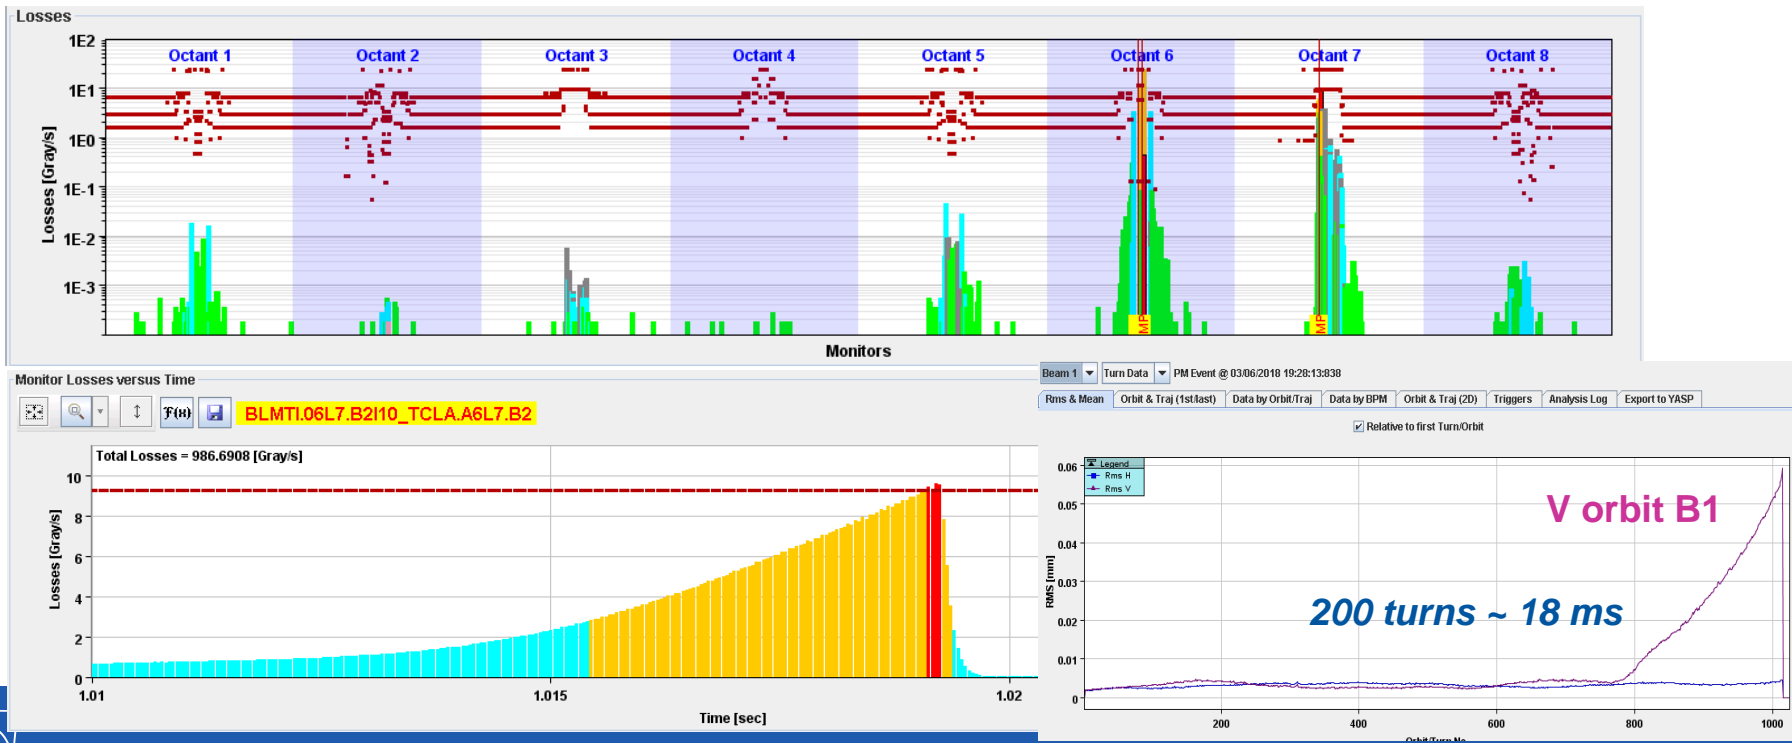 Losses
Octant 1 Octant 2 Octant 3 Octant 4 Octant 5 Octant 6 Octant 7 Octant 8
1E2
1E1
1E0
1E-1
1E-2
1E-3
Losses [Gray/s]
MP MP
Monitors
Monitor Losses versus Time
F(x) BLMTI.06L7.B2I10_TCLA.A6L7.B2
Total Losses = 986.6908 [Gray/s]
10
8
6
4
2
0
Losses [Gray/s]
1.01 1.015 1.02
Time [sec]
Beam 1 Turn Data PM Event @ 03/06/2018 19:28:13:838
Rms & Mean Orbit & Traj (1st/last) Data by Orbit/Traj Data by BPM Orbit & Traj (2D) Triggers Analysis Log Export to YASP
Relative to first Turn/Orbit
Legend
Rms H
Rms V
0.06
0.05
0.04
0.03
0.02
0.01
0
RMS [mm]
V orbit B1
200 turns ~ 18 ms
200 400 600 800 1000
Orbit/Turn No